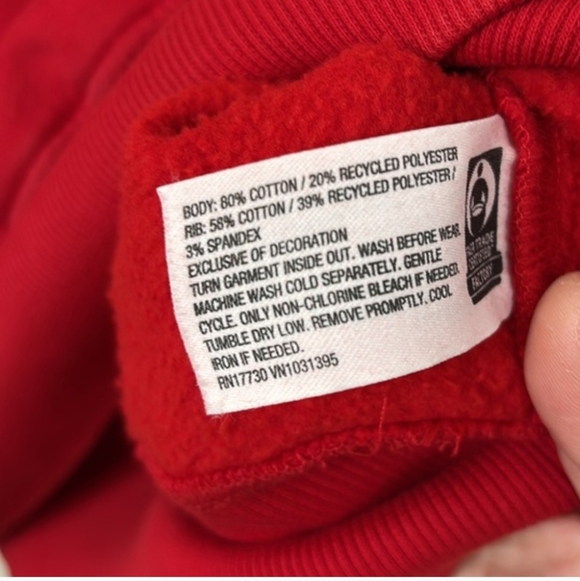 BODY: 80% COTTON / 20% RECYCLED POLYESTER
RIB: 58% COTTON / 39% RECYCLED POLYESTER /
3% SPANDEX
EXCLUSIVE OF DECORATION
TURN GARMENT INSIDE OUT. WASH BEFORE WEAR.
MACHINE WASH COLD SEPARATELY. GENTLE
CYCLE. ONLY NON-CHLORINE BLEACH IF NEEDED.
TUMBLE DRY LOW. REMOVE PROMPTLY. COOL
IRON IF NEEDED.
RN17730 VN1031395
TRADE
CERTIFIED
FACTORY